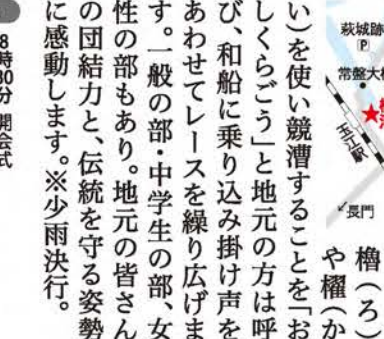 萩城跡
P
常盤大橋
玉江駅
長門
櫓(ろ)
や櫂(か
い)を使い競漕することを「お
しくらごう」と地元の方は呼
び、和船に乗り込み掛け声を
あわせてレースを繰り広げま
す。一般の部・中学生の部、女
性の部もあり。地元の皆さん
の団結力と、伝統を守る姿勢
に感動します。※少雨決行。
8時30分 開会式